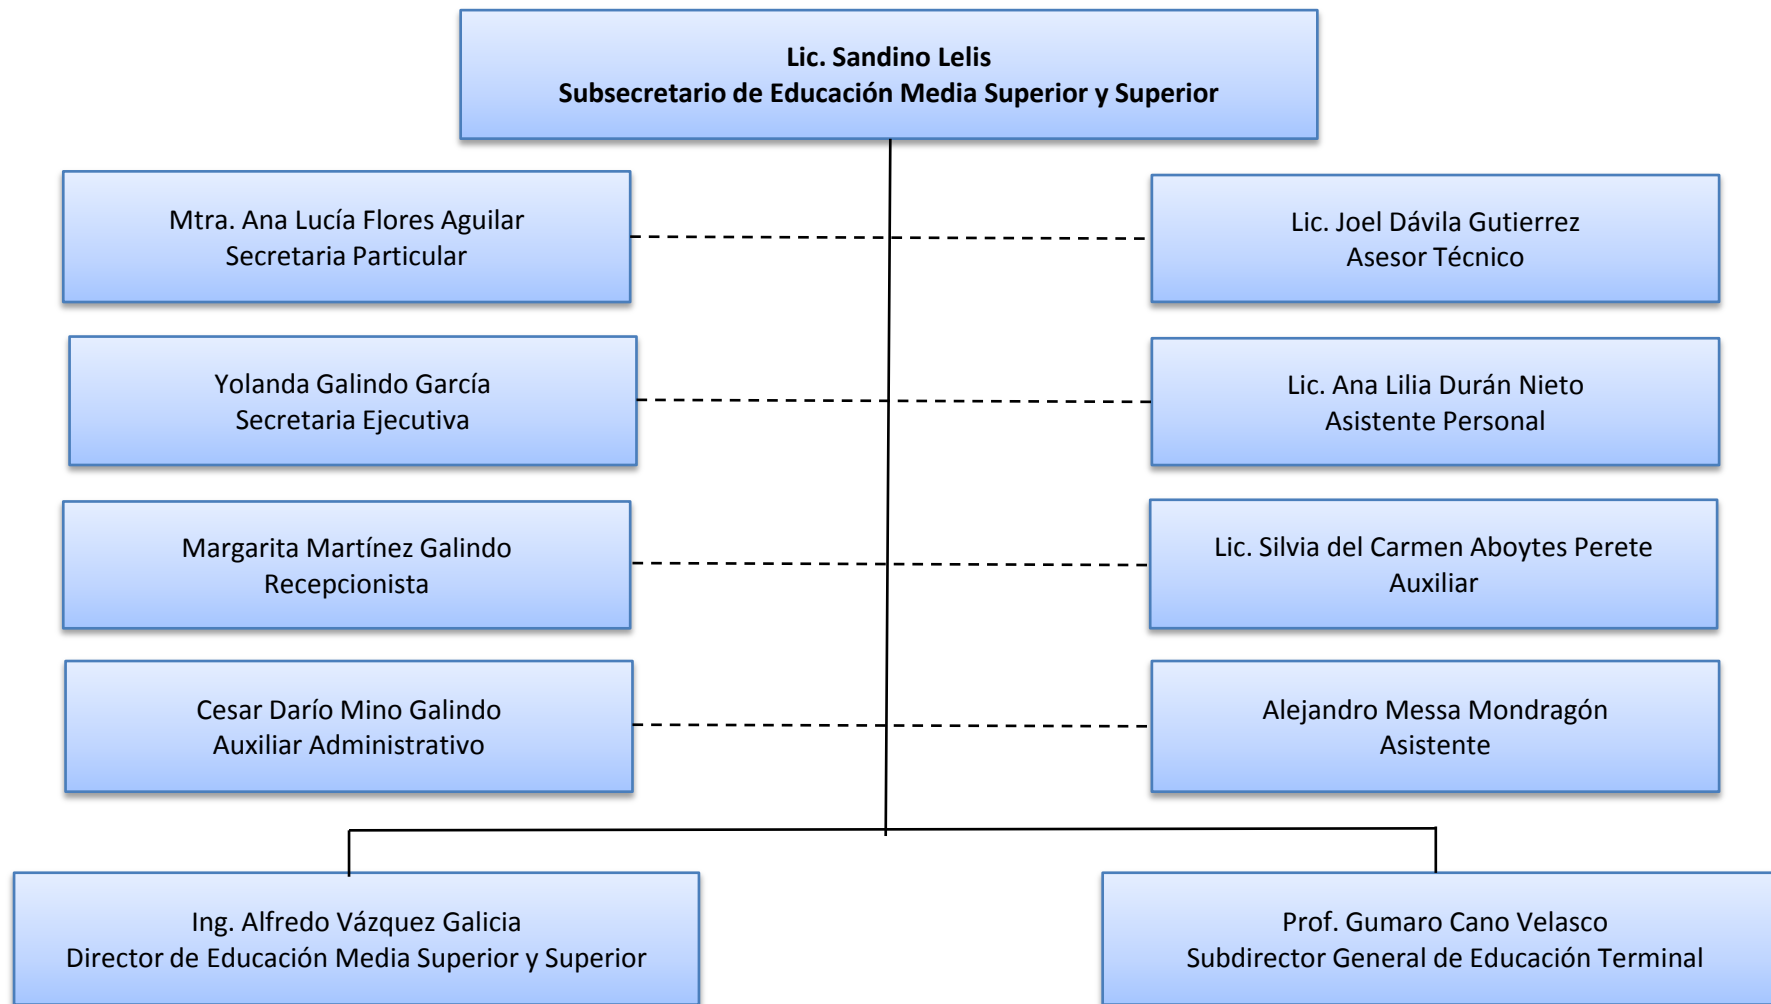 Lic. Sandino Lelis
Subsecretario de Educación Media Superior y Superior
Mtra. Ana Lucía Flores Aguilar
Secretaria Particular
Lic. Joel Dávila Gutierrez
Asesor Técnico
Yolanda Galindo García
Secretaria Ejecutiva
Lic. Ana Lilia Durán Nieto
Asistente Personal
Margarita Martínez Galindo
Recepcionista
Lic. Silvia del Carmen Aboytes Perete
Auxiliar
Cesar Darío Mino Galindo
Auxiliar Administrativo
Alejandro Messa Mondragón
Asistente
Ing. Alfredo Vázquez Galicia
Director de Educación Media Superior y Superior
Prof. Gumaro Cano Velasco
Subdirector General de Educación Terminal